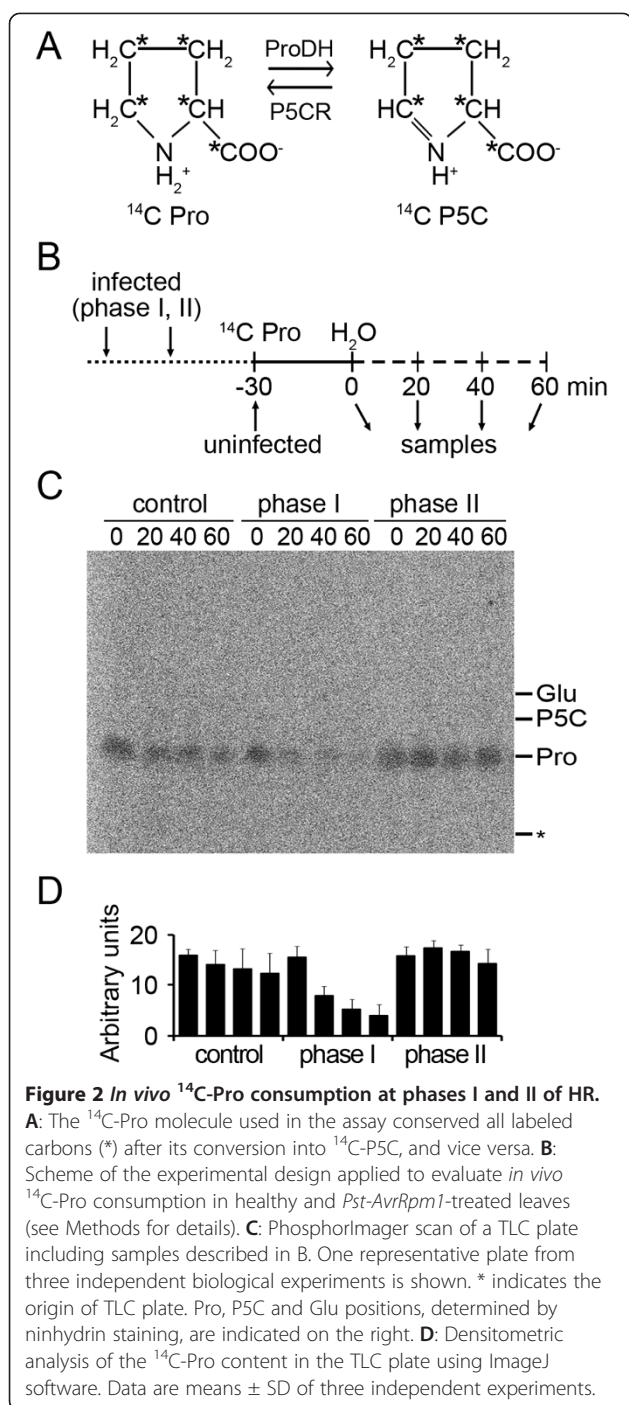 A
H₂C* *CH₂ ProDH H₂C* *CH₂
H₂C* *CH P5CR HC* *CH
N *COO⁻ N *COO⁻
H₂⁺ H⁺
¹⁴C Pro ¹⁴C P5C
B
infected
(phase I, II)
¹⁴C Pro H₂O
-30 0 20 40 60 min
uninfected samples
C
control phase I phase II
0 20 40 60 0 20 40 60 0 20 40 60
Glu
P5C
Pro
*
D
Arbitrary units
20
10
0
control phase I phase II
Figure 2 In vivo ¹⁴C-Pro consumption at phases I and II of HR.
A: The ¹⁴C-Pro molecule used in the assay conserved all labeled
carbons (*) after its conversion into ¹⁴C-P5C, and vice versa. B:
Scheme of the experimental design applied to evaluate in vivo
¹⁴C-Pro consumption in healthy and Pst-AvrRpm1-treated leaves
(see Methods for details). C: PhosphorImager scan of a TLC plate
including samples described in B. One representative plate from
three independent biological experiments is shown. * indicates the
origin of TLC plate. Pro, P5C and Glu positions, determined by
ninhydrin staining, are indicated on the right. D: Densitometric
analysis of the ¹⁴C-Pro content in the TLC plate using ImageJ
software. Data are means ± SD of three independent experiments.